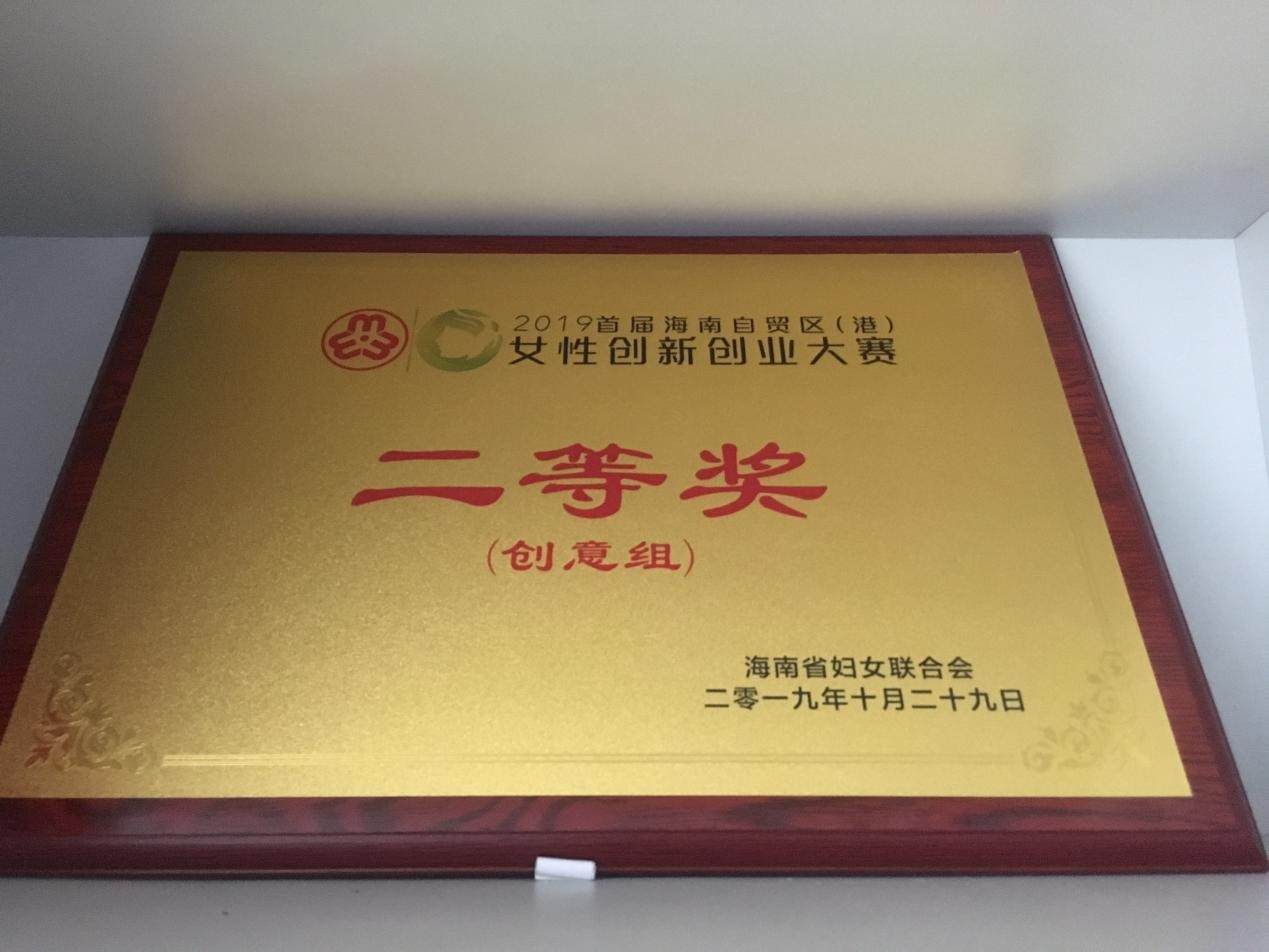 2019首届海南自贸区(港)
女性创新创业大赛
二等奖
(创意组)
海南省妇女联合会
二零一九年十月二十九日